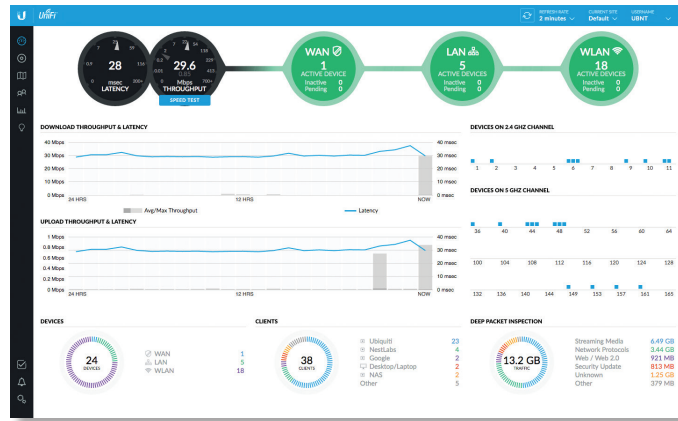 U UniFi
REFRESH RATE
2 minutes
CURRENT SITE
Default
USERNAME
UBNT
28
msec
LATENCY
29.6
0.85
Mbps
THROUGHPUT
SPEED TEST
WAN
1
ACTIVE DEVICE
Inactive 0
Pending 0
LAN
5
ACTIVE DEVICES
Inactive 0
Pending 0
WLAN
18
ACTIVE DEVICES
Inactive 0
Pending 0
DOWNLOAD THROUGHPUT & LATENCY
40 Mbps 40 msec
30 Mbps 30 msec
20 Mbps 20 msec
10 Mbps 10 msec
0 Mbps 0 msec
24 HRS 12 HRS NOW
Avg/Max Throughput Latency
UPLOAD THROUGHPUT & LATENCY
1 Mbps 40 msec
0.8 Mbps
0.6 Mbps 30 msec
20 msec
0.4 Mbps
0.2 Mbps 10 msec
0 Mbps 0 msec
24 HRS 12 HRS NOW
DEVICES ON 2.4 GHZ CHANNEL
1 2 3 4 5 6 7 8 9 10 11
DEVICES ON 5 GHZ CHANNEL
36 40 44 48 52 56 60 64
100 104 108 112 116 120 124 128
132 136 140 144 149 153 157 161 165
DEVICES
24
DEVICES
WAN 1
LAN 5
WLAN 18
CLIENTS
38
CLIENTS
Ubiquiti 23
NestLabs 4
Google 2
Desktop/Laptop 2
NAS 2
Other 5
DEEP PACKET INSPECTION
13.2 GB
TRAFFIC
Streaming Media 6.49 GB
Network Protocols 3.44 GB
Web / Web 2.0 921 MB
Security Update 813 MB
Unknown 1.25 GB
Other 379 MB